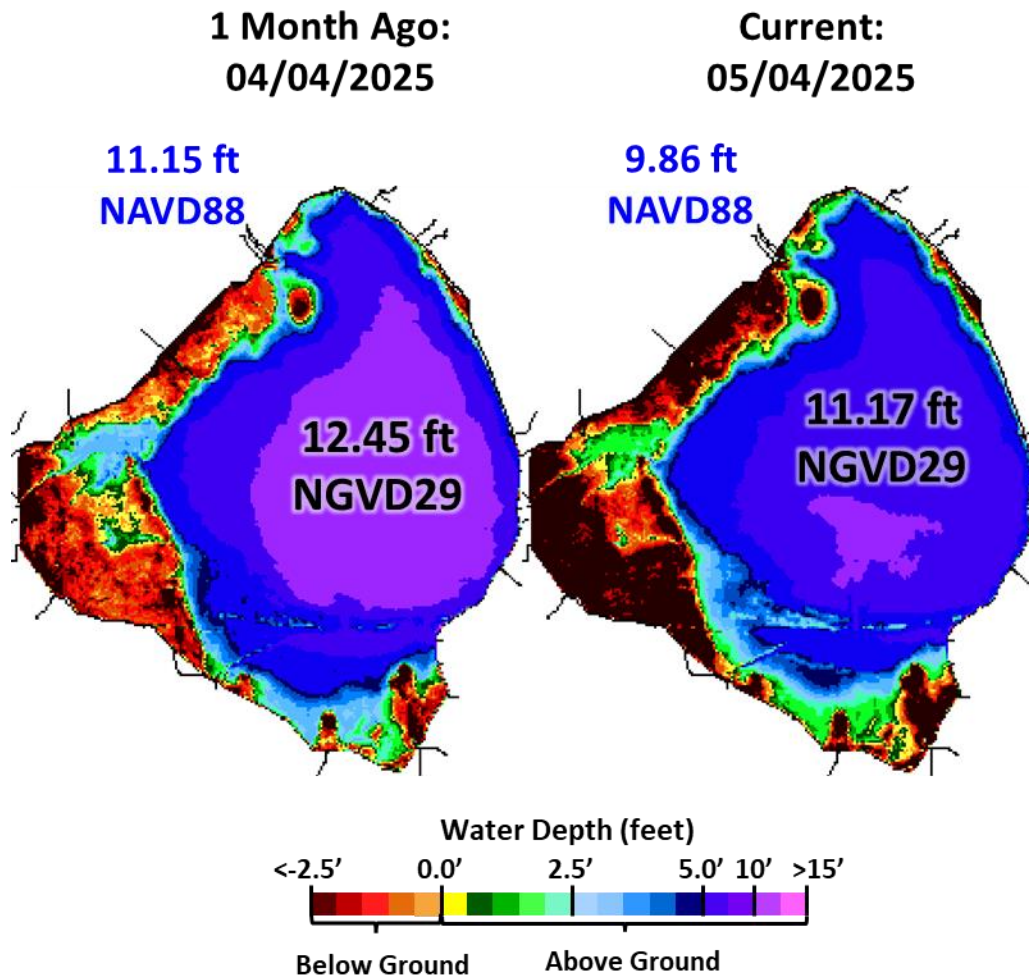 1 Month Ago:
04/04/2025
Current:
05/04/2025
11.15 ft
NAVD88
9.86 ft
NAVD88
12.45 ft
NGVD29
11.17 ft
NGVD29
Water Depth (feet)
<-2.5’ 0.0’ 2.5’ 5.0’ 10’ >15’
Below Ground Above Ground